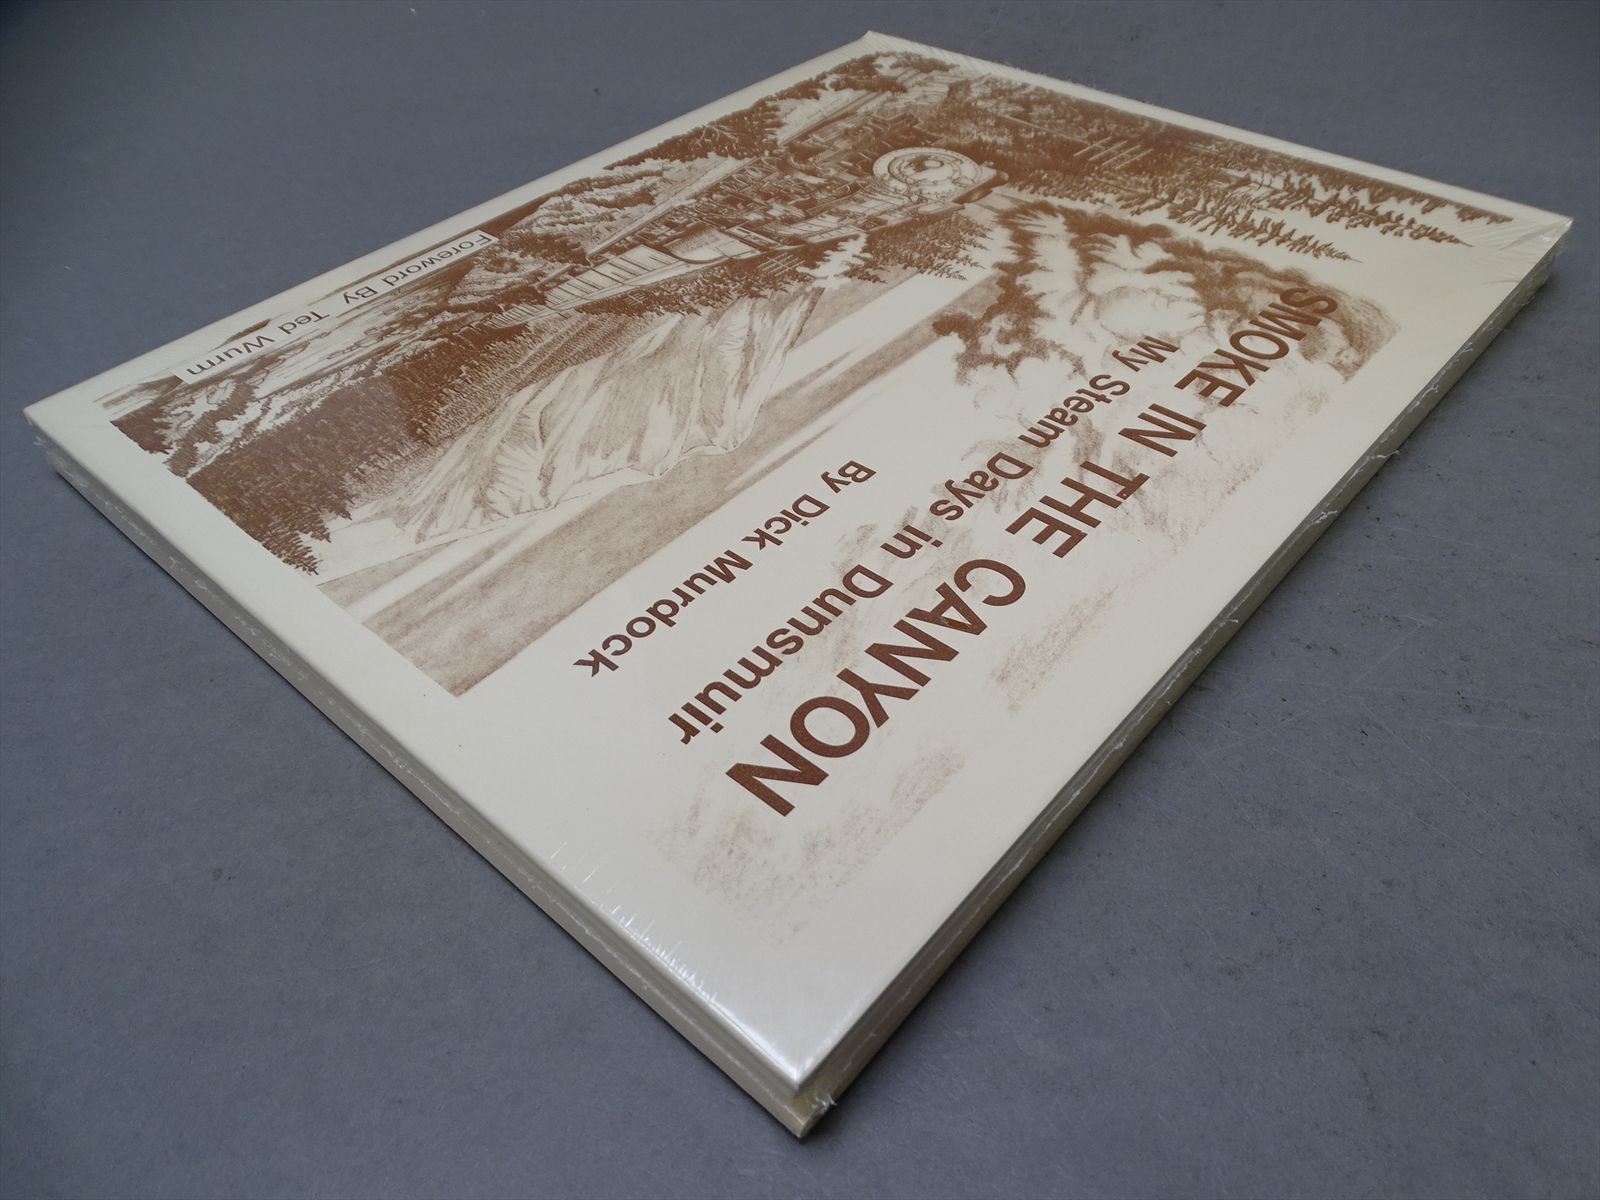 SMOKE IN THE CANYON
My Steam Days in Dunsmuir
By Dick Murdock
Foreword By Ted Wurm